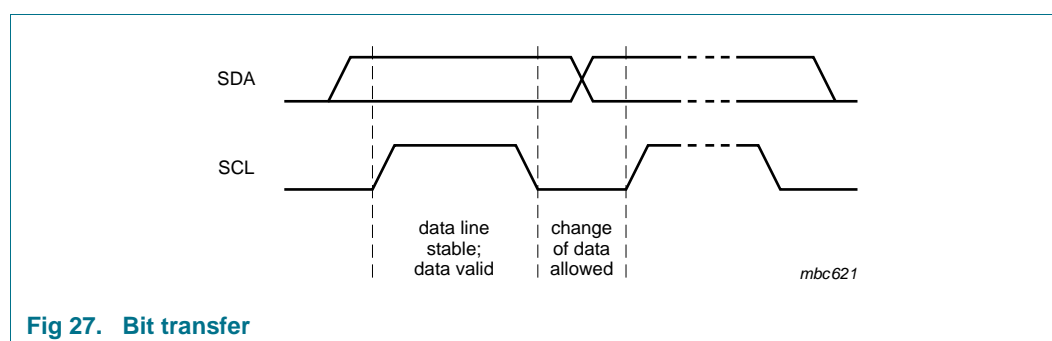 SDA
SCL
data line
stable;
data valid
change
of data
allowed
mbc621
Fig 27. Bit transfer